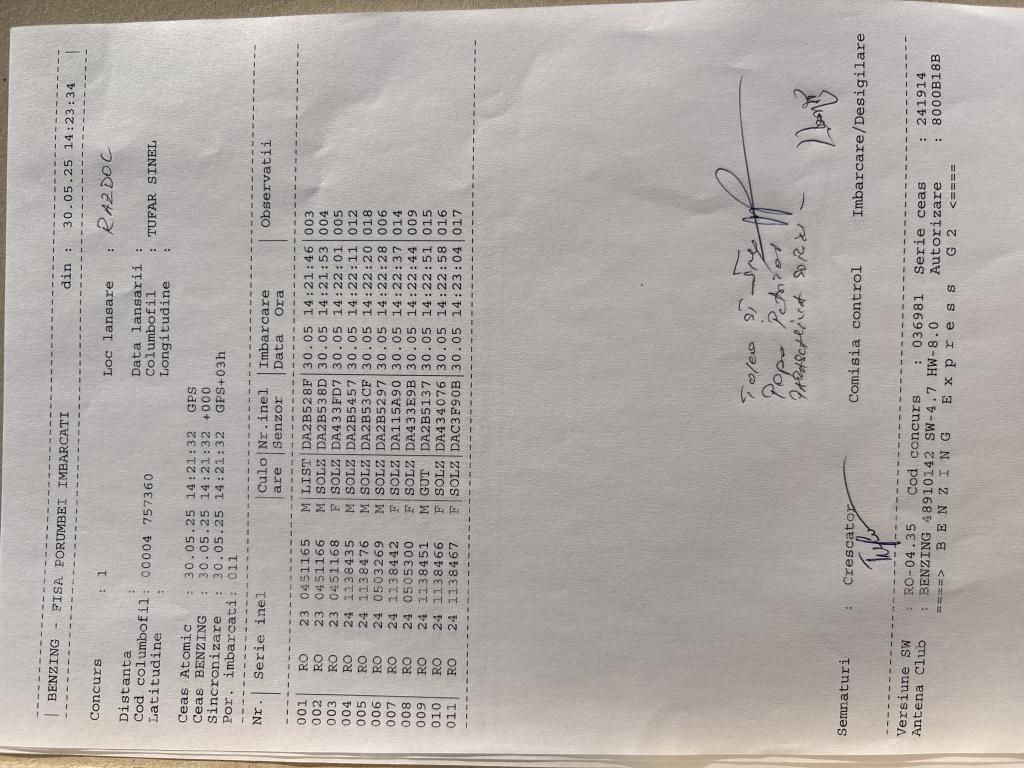 | BENZING - FISA PORUMBEI IMBARCATI din : 30.05.25 14:23:34 |
Concurs : 1 Loc lansare : RAZDOC
Distanta : Data lansarii :
Cod columbofil: 00004 757360 Columbofil : TUFAR SINEL
Latitudine : Longitudine :
Ceas Atomic : 30.05.25 14:21:32 GPS
Ceas BENZING : 30.05.25 14:21:32 +000
Sincronizare : 30.05.25 14:21:32 GPS+03h
Por. imbarcati: 011
Nr.| Serie inel |Culo|Nr.inel |Imbarcare | Observatii
|are |Senzor |Data Ora |
001| RO 23 0451165 M|LIST|DA2B528F|30.05 14:21:46|003
002| RO 23 0451166 M|SOLZ|DA2B538D|30.05 14:21:53|004
003| RO 23 0451168 F|SOLZ|DA433FD7|30.05 14:22:01|005
004| RO 24 1138435 M|SOLZ|DA2B5457|30.05 14:22:11|012
005| RO 24 1138476 M|SOLZ|DA2B53CF|30.05 14:22:20|018
006| RO 24 0503269 M|SOLZ|DA2B5297|30.05 14:22:28|006
007| RO 24 1138442 F|SOLZ|DA115A90|30.05 14:22:37|014
008| RO 24 0505300 F|SOLZ|DA433E9B|30.05 14:22:44|009
009| RO 24 1138451 M|GUT |DA2B5137|30.05 14:22:51|015
010| RO 24 1138466 F|SOLZ|DA434076|30.05 14:22:58|016
011| RO 24 1138467 F|SOLZ|DAC3F90B|30.05 14:23:04|017
Popa
Semnaturi : Crescator Comisia control Imbarcare/Desigilare
Versiune SW : RO-04.35 Cod concurs : 036981 Serie ceas : 241914
Antena Club : BENZING 48910142 SW-4.7 HW-8.0 Autorizare : 8000B18B
====> B E N Z I N G E x p r e s s G 2 <====